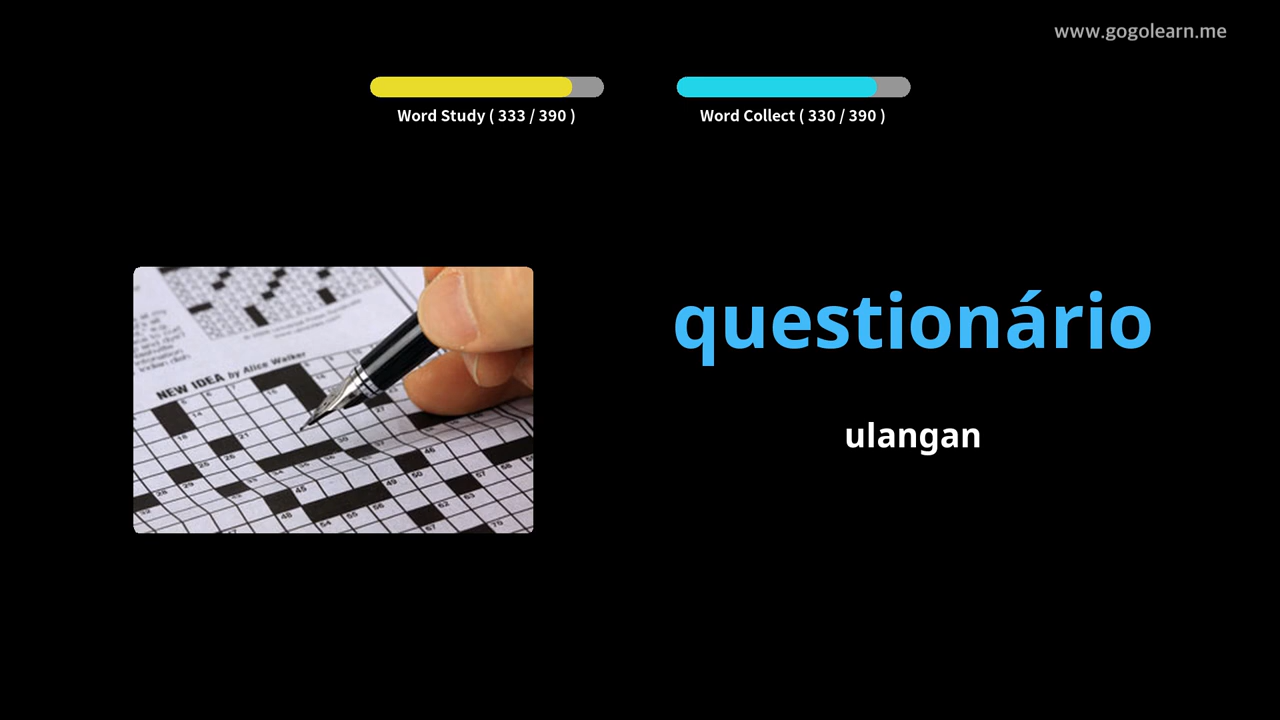 www.gogolearn.me
Word Study ( 333 / 390 )
Word Collect ( 330 / 390 )
NEW IDEA by Alice Walker
questionário
ulangan